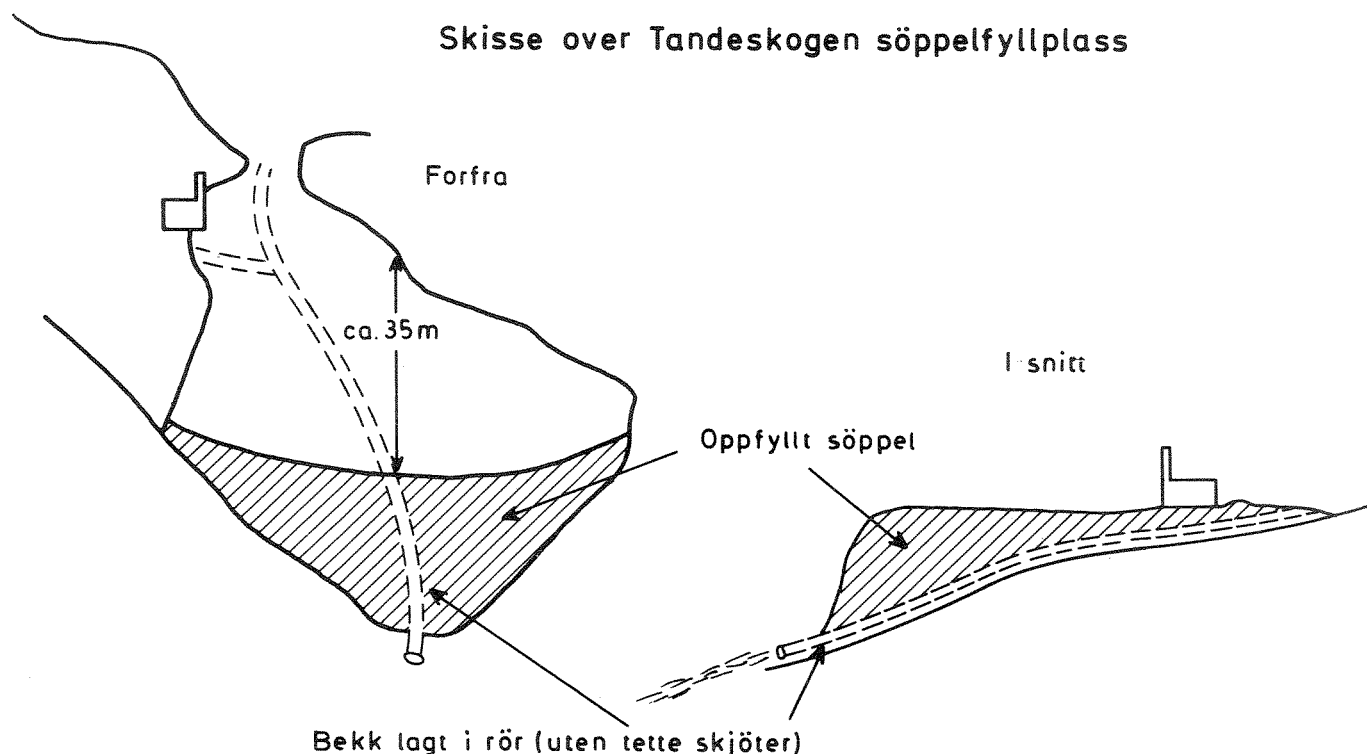 Skisse over Tandeskogen söppelfyllplass
Forfra
ca. 35m
I snitt
Oppfyllt söppel
Bekk lagt i rör (uten tette skjöter)